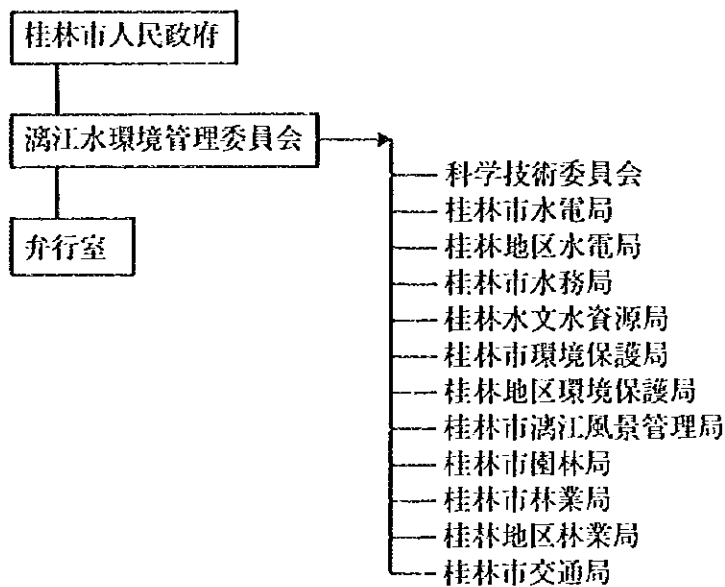 桂林市人民政府
漓江水環境管理委員会
弁行室
科学技術委員会
桂林市水電局
桂林地区水電局
桂林市水務局
桂林水文水資源局
桂林市環境保護局
桂林地区環境保護局
桂林市漓江風景管理局
桂林市園林局
桂林市林業局
桂林地区林業局
桂林市交通局